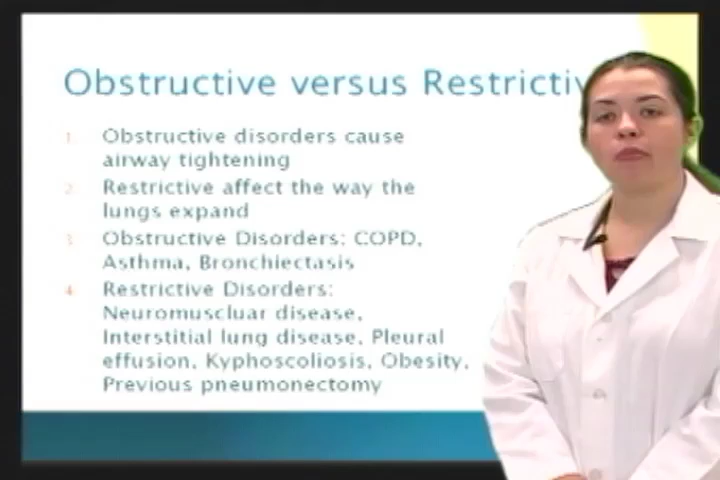 Obstructive versus Restrictiv
1. Obstructive disorders cause
airway tightening
2. Restrictive affect the way the
lungs expand
3. Obstructive Disorders: COPD,
Asthma, Bronchiectasis
4. Restrictive Disorders:
Neuromuscluar disease,
Interstitial lung disease, Pleural
effusion, Kyphoscoliosis, Obesity,
Previous pneumonectomy